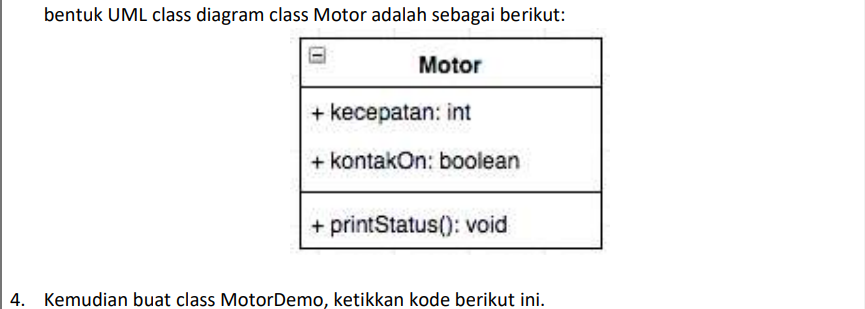 bentuk UML class diagram class Motor adalah sebagai berikut:
Motor
+ kecepatan: int
+ kontakOn: boolean
+ printStatus(): void
4. Kemudian buat class MotorDemo, ketikkan kode berikut ini.